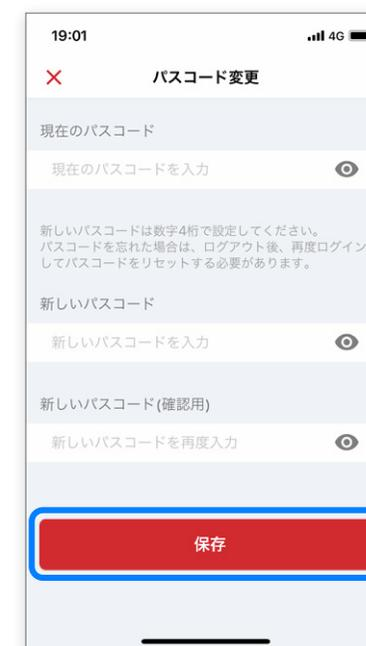 19:01
4G
パスコード変更
現在のパスコード
現在のパスコードを入力
新しいパスコードは数字4桁で設定してください。
パスコードを忘れた場合は、ログアウト後、再度ログイン
してパスコードをリセットする必要があります。
新しいパスコード
新しいパスコードを入力
新しいパスコード(確認用)
新しいパスコードを再度入力
保存